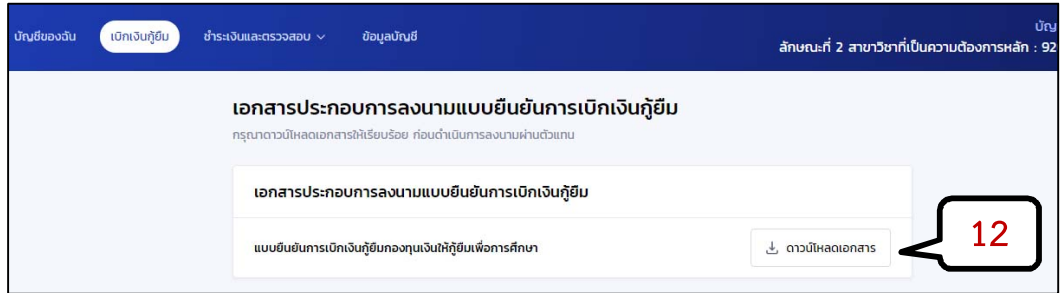 บัญชีของฉัน เบิกเงินกู้ยืม ชำระเงินและตรวจสอบ ข้อมูลบัญชี
ลักษณะที่ 2 สาขาวิชาที่เป็นความต้องการหลัก : 92
เอกสารประกอบการลงนามแบบยืนยันการเบิกเงินกู้ยืม
กรุณาดาวน์โหลดเอกสารให้เรียบร้อย ก่อนดำเนินการลงนามผ่านตัวแทน
เอกสารประกอบการลงนามแบบยืนยันการเบิกเงินกู้ยืม
แบบยืนยันการเบิกเงินกู้ยืมกองทุนเงินให้กู้ยืมเพื่อการศึกษา ดาวน์โหลดเอกสาร 12